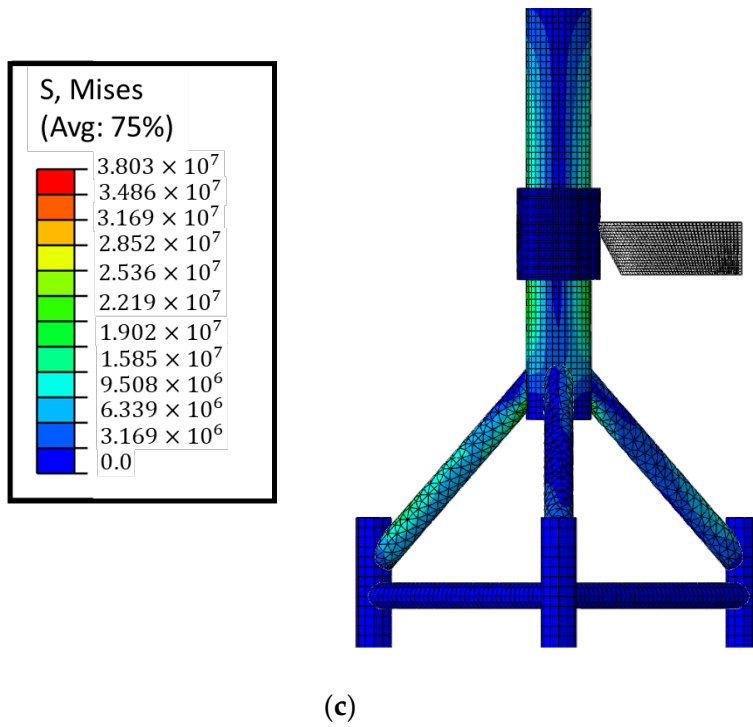 S, Mises
(Avg: 75%)
3.803 × 10⁷
3.486 × 10⁷
3.169 × 10⁷
2.852 × 10⁷
2.536 × 10⁷
2.219 × 10⁷
1.902 × 10⁷
1.585 × 10⁷
9.508 × 10⁶
6.339 × 10⁶
3.169 × 10⁶
0.0
(c)